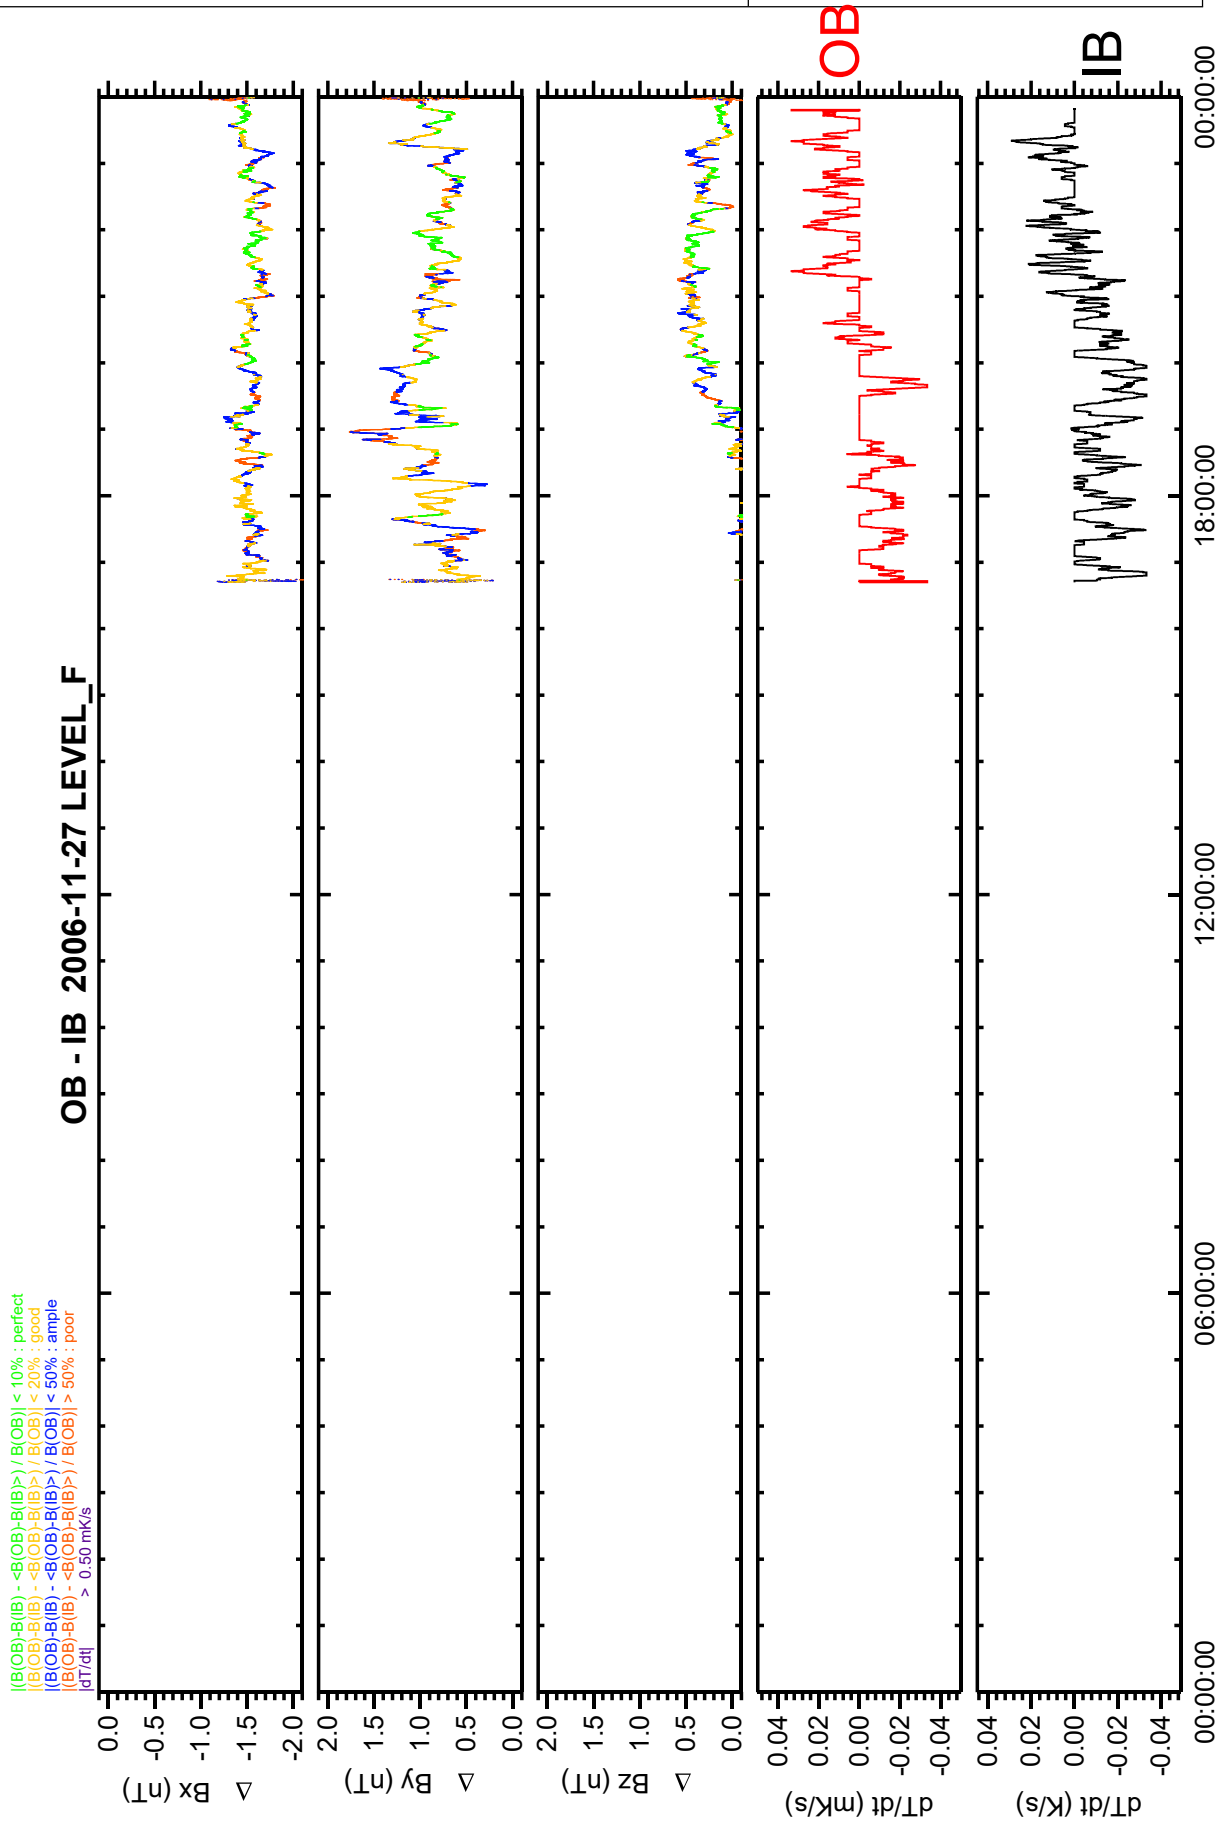 |(B(OB)-B(IB) - <B(OB)-B(IB)>) / B(OB)| < 10% : perfect
|(B(OB)-B(IB) - <B(OB)-B(IB)>) / B(OB)| < 20% : good
|(B(OB)-B(IB) - <B(OB)-B(IB)>) / B(OB)| < 50% : ample
|(B(OB)-B(IB) - <B(OB)-B(IB)>) / B(OB)| > 50% : poor
|dT/dt| > 0.50 mK/s
OB - IB 2006-11-27 LEVEL_F
Δ Bx (nT)
0.0
-0.5
-1.0
-1.5
-2.0
Δ By (nT)
2.0
1.5
1.0
0.5
0.0
Δ Bz (nT)
2.0
1.5
1.0
0.5
0.0
dT/dt (mK/s)
0.04
0.02
0.00
-0.02
-0.04
OB
dT/dt (K/s)
0.04
0.02
0.00
-0.02
-0.04
IB
00:00:00
06:00:00
12:00:00
18:00:00
00:00:00